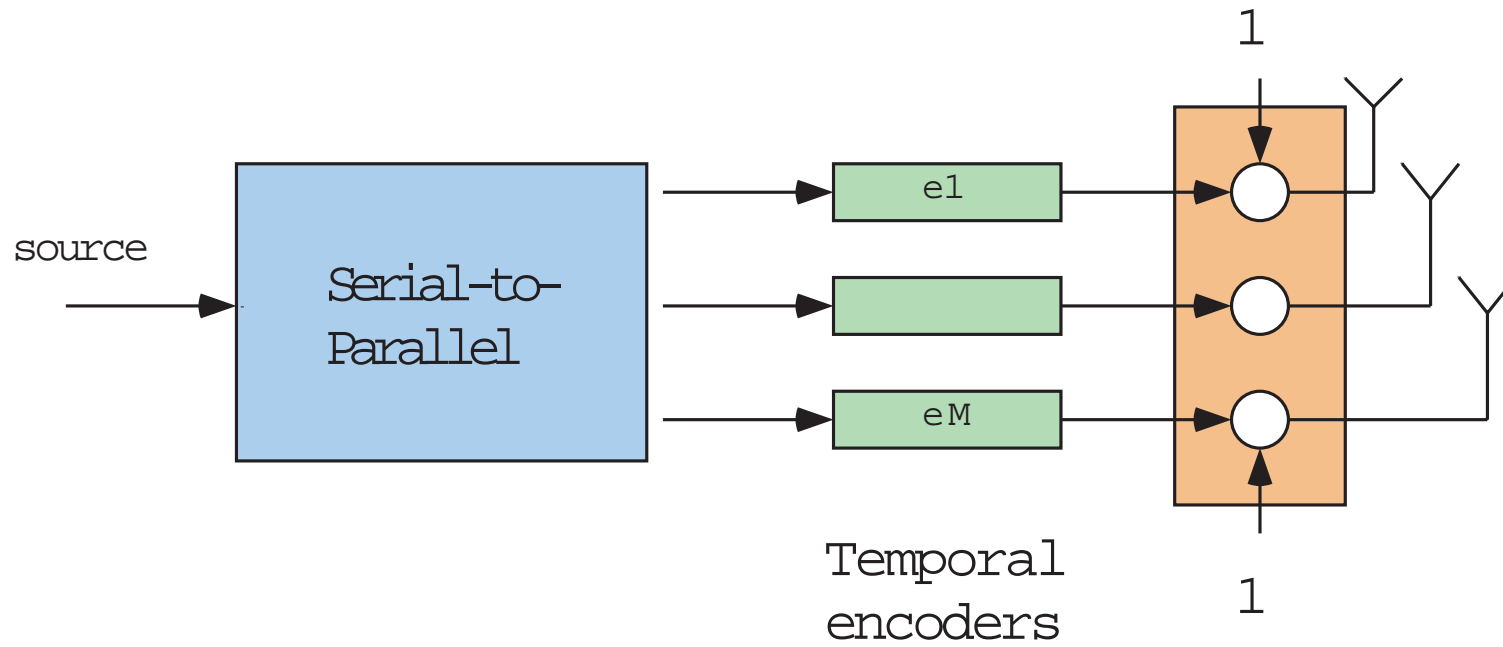 1
source
e1
Serial-to-
Parallel
eM
Temporal
encoders
1